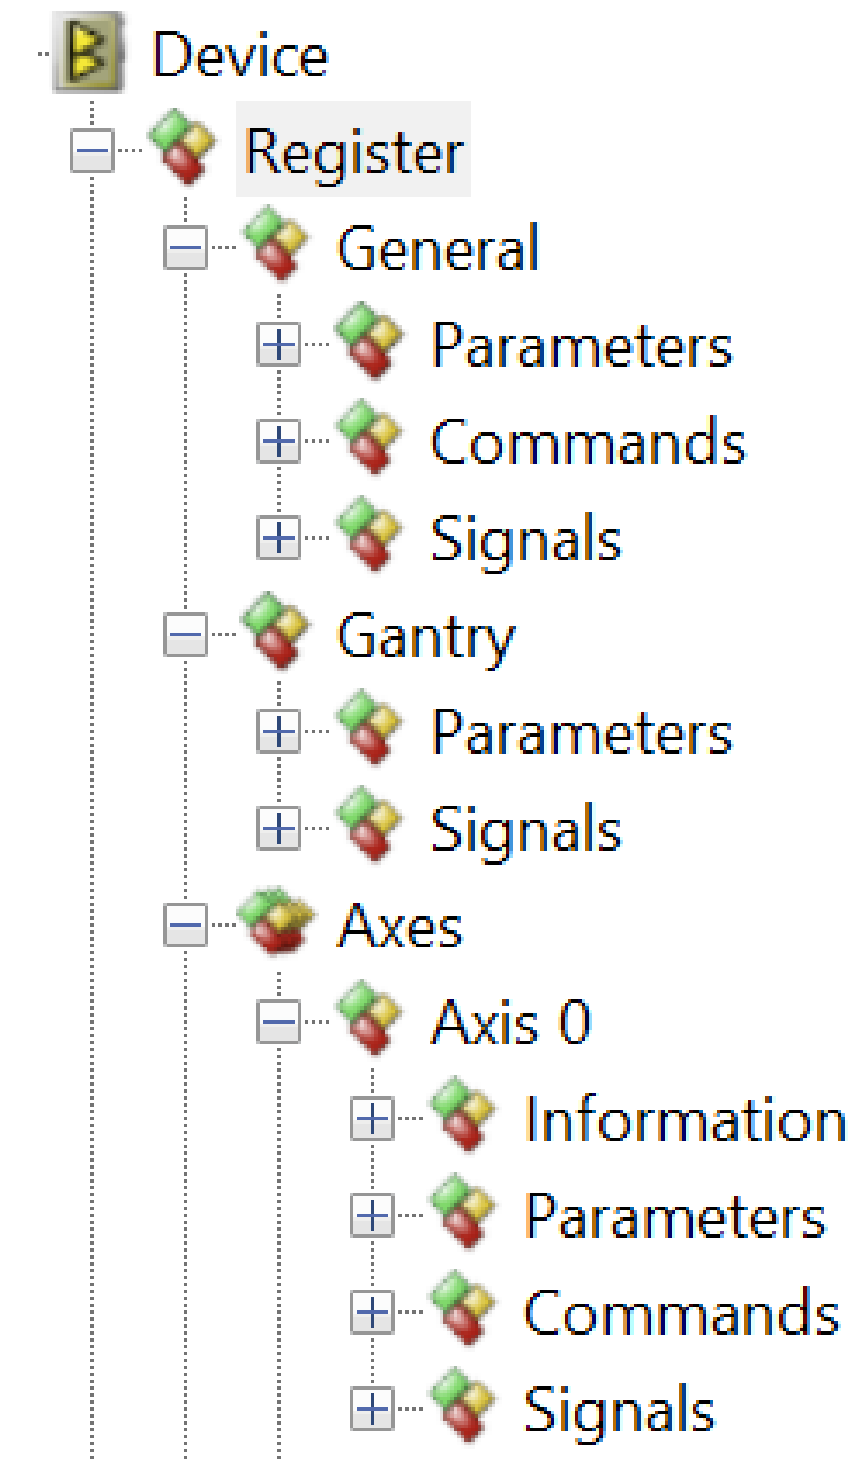 Device
Register
General
Parameters
Commands
Signals
Gantry
Parameters
Signals
Axes
Axis 0
Information
Parameters
Commands
Signals